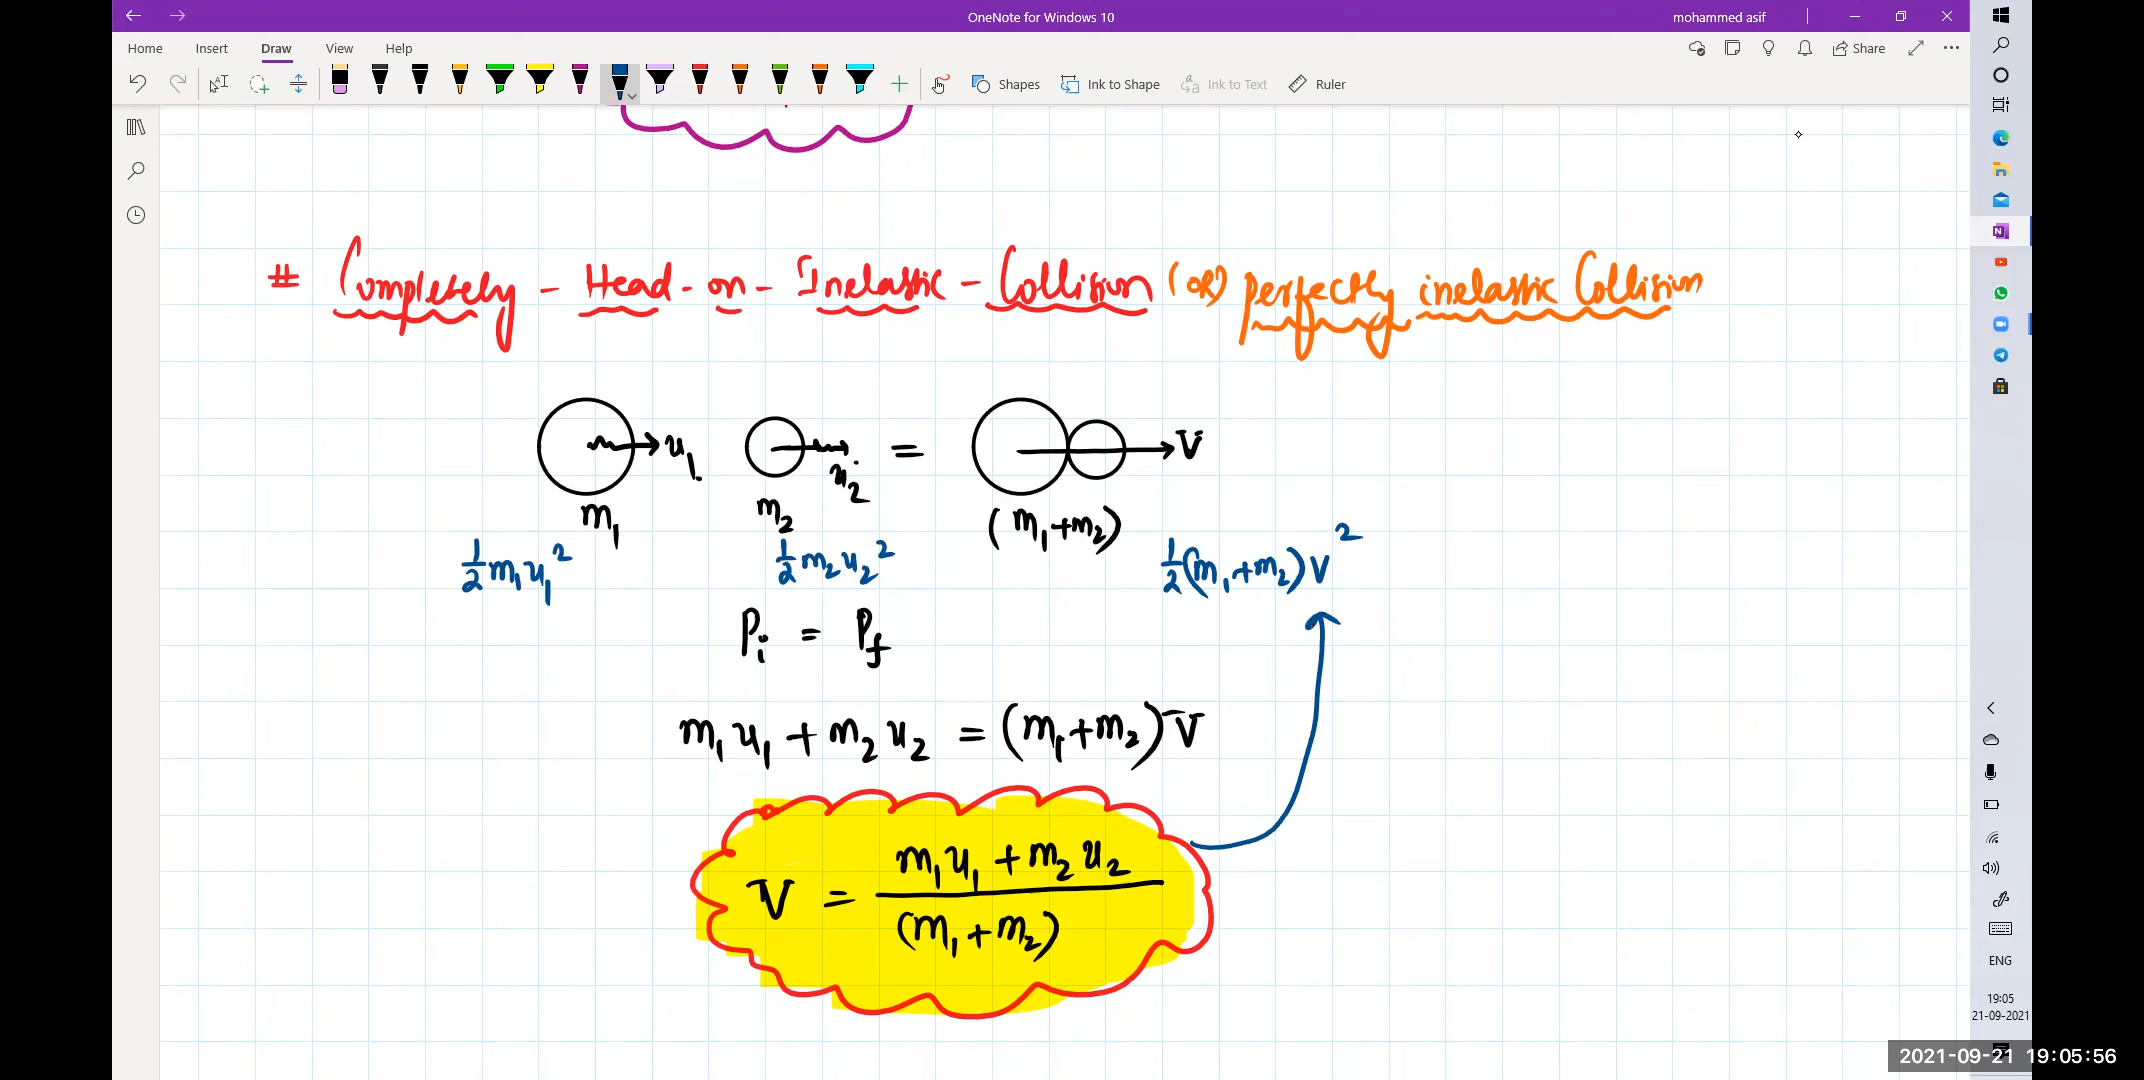 OneNote for Windows 10
mohammed asif
Home Insert Draw View Help
Share
Shapes Ink to Shape Ink to Text Ruler
# Completely - Head - on - Inelastic - Collision (OR) perfectly inelastic Collision
u₁ u₂ = V
m₁ m₂ (m₁+m₂)
½m₁u₁² ½m₂u₂² ½(m₁+m₂)V²
Pᵢ = P_f
m₁u₁ + m₂u₂ = (m₁+m₂)V
V = m₁u₁ + m₂u₂ / (m₁+m₂)
ENG
19:05
21-09-2021
2021-09-21 19:05:56